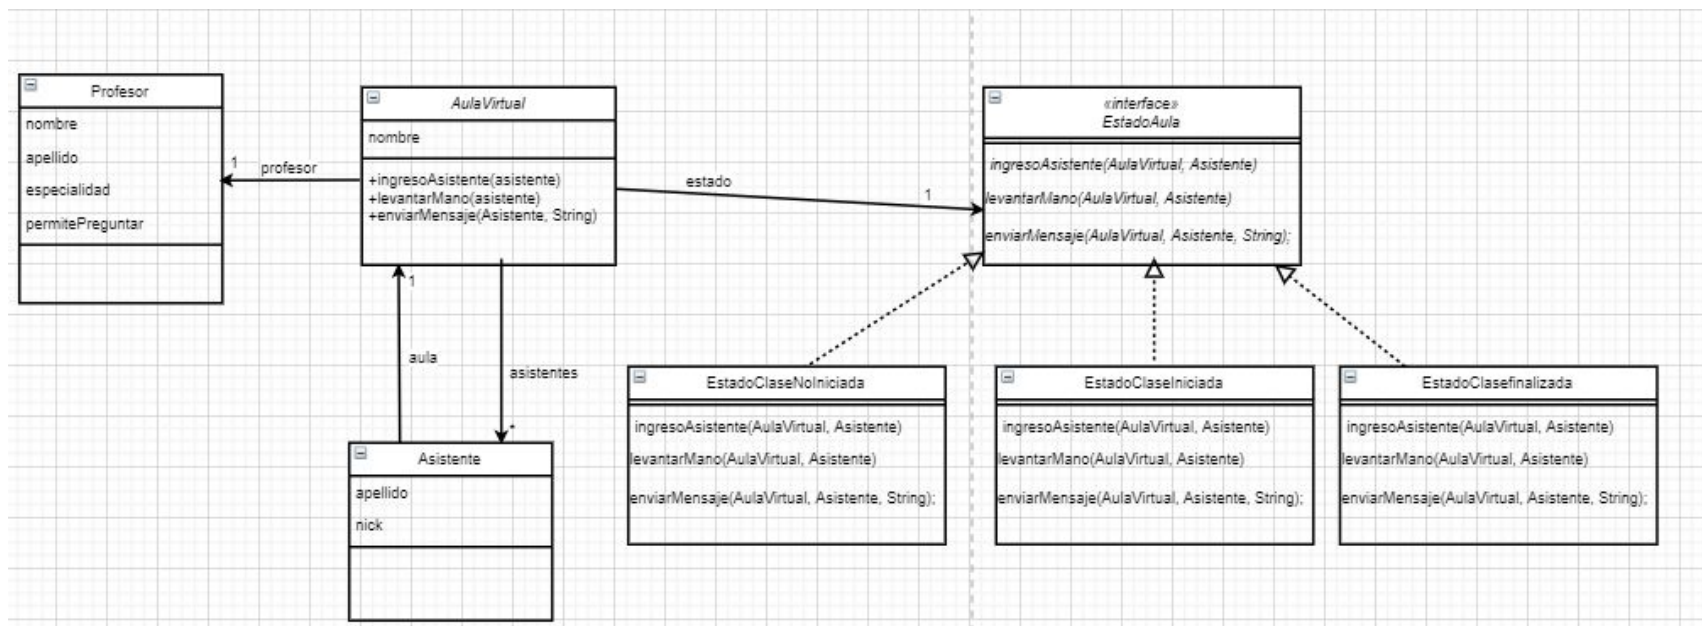 Profesor
nombre
apellido
especialidad
permitePreguntar
1
profesor
AulaVirtual
nombre
+ingresoAsistente(asistente)
+levantarMano(asistente)
+enviarMensaje(Asistente, String)
estado
1
«interface»
EstadoAula
ingresoAsistente(AulaVirtual, Asistente)
levantarMano(AulaVirtual, Asistente)
enviarMensaje(AulaVirtual, Asistente, String);
1
aula
asistentes
*
Asistente
apellido
nick
EstadoClaseNoIniciada
ingresoAsistente(AulaVirtual, Asistente)
levantarMano(AulaVirtual, Asistente)
enviarMensaje(AulaVirtual, Asistente, String);
EstadoClaseIniciada
ingresoAsistente(AulaVirtual, Asistente)
levantarMano(AulaVirtual, Asistente)
enviarMensaje(AulaVirtual, Asistente, String);
EstadoClasefinalizada
ingresoAsistente(AulaVirtual, Asistente)
levantarMano(AulaVirtual, Asistente)
enviarMensaje(AulaVirtual, Asistente, String);